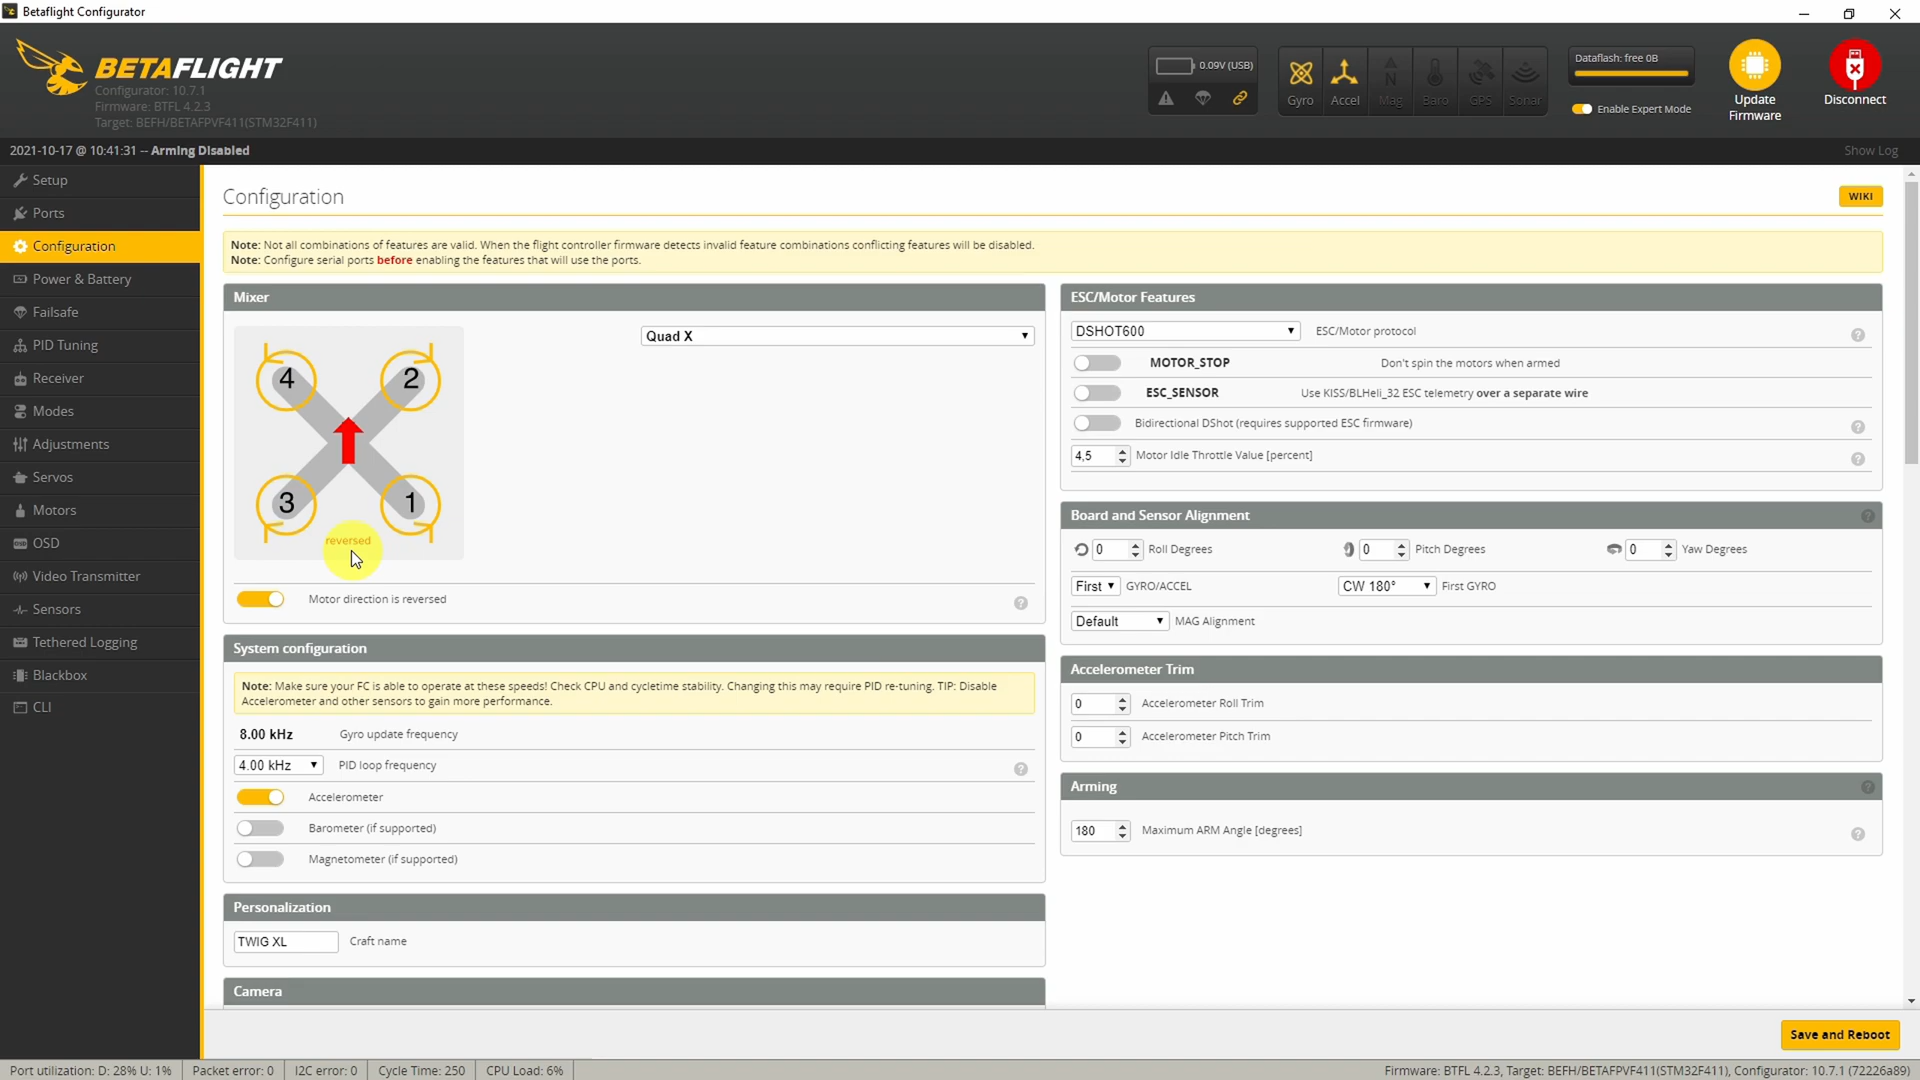 Betaflight Configurator
BETAFLIGHT
Configurator: 10.7.1
Firmware: BTFL 4.2.3
Target: BEFH/BETAFPVF411(STM32F411)
0.09V (USB)
Gyro
Accel
Mag
Baro
GPS
Sonar
Dataflash: free 0B
Enable Expert Mode
Update
Firmware
Disconnect
2021-10-17 @ 10:41:31 -- Arming Disabled
Show Log
Setup
Ports
Configuration
Power & Battery
Failsafe
PID Tuning
Receiver
Modes
Adjustments
Servos
Motors
OSD
Video Transmitter
Sensors
Tethered Logging
Blackbox
CLI
Configuration
WIKI
Note: Not all combinations of features are valid. When the flight controller firmware detects invalid feature combinations conflicting features will be disabled.
Note: Configure serial ports before enabling the features that will use the ports.
Mixer
Quad X
4
2
3
1
reversed
Motor direction is reversed
System configuration
Note: Make sure your FC is able to operate at these speeds! Check CPU and cycletime stability. Changing this may require PID re-tuning. TIP: Disable
Accelerometer and other sensors to gain more performance.
8.00 kHz Gyro update frequency
4.00 kHz PID loop frequency
Accelerometer
Barometer (if supported)
Magnetometer (if supported)
Personalization
TWIG XL Craft name
Camera
ESC/Motor Features
DSHOT600 ESC/Motor protocol
MOTOR_STOP Don't spin the motors when armed
ESC_SENSOR Use KISS/BLHeli_32 ESC telemetry over a separate wire
Bidirectional DShot (requires supported ESC firmware)
4,5 Motor Idle Throttle Value [percent]
Board and Sensor Alignment
0 Roll Degrees 0 Pitch Degrees 0 Yaw Degrees
First GYRO/ACCEL CW 180° First GYRO
Default MAG Alignment
Accelerometer Trim
0 Accelerometer Roll Trim
0 Accelerometer Pitch Trim
Arming
180 Maximum ARM Angle [degrees]
Save and Reboot
Port utilization: D: 28% U: 1% Packet error: 0 I2C error: 0 Cycle Time: 250 CPU Load: 6% Firmware: BTFL 4.2.3, Target: BEFH/BETAFPVF411(STM32F411), Configurator: 10.7.1 (72226a89)